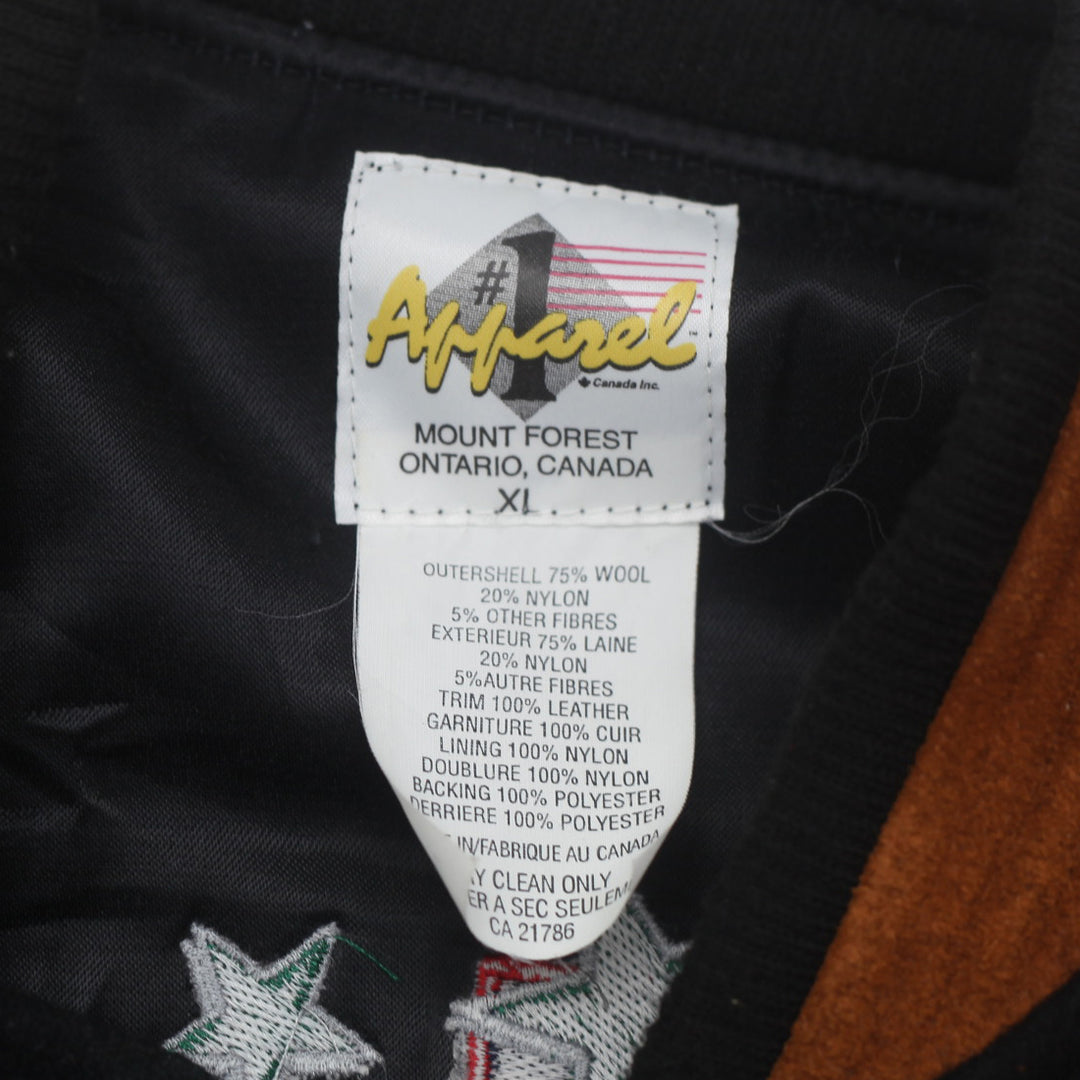 #1
Apparel™
Canada Inc.
MOUNT FOREST
ONTARIO, CANADA
XL
OUTERSHELL 75% WOOL
20% NYLON
5% OTHER FIBRES
EXTERIEUR 75% LAINE
20% NYLON
5%AUTRE FIBRES
TRIM 100% LEATHER
GARNITURE 100% CUIR
LINING 100% NYLON
DOUBLURE 100% NYLON
BACKING 100% POLYESTER
DERRIERE 100% POLYESTER
IN/FABRIQUE AU CANADA
CLEAN ONLY
A SEC
CA 21786